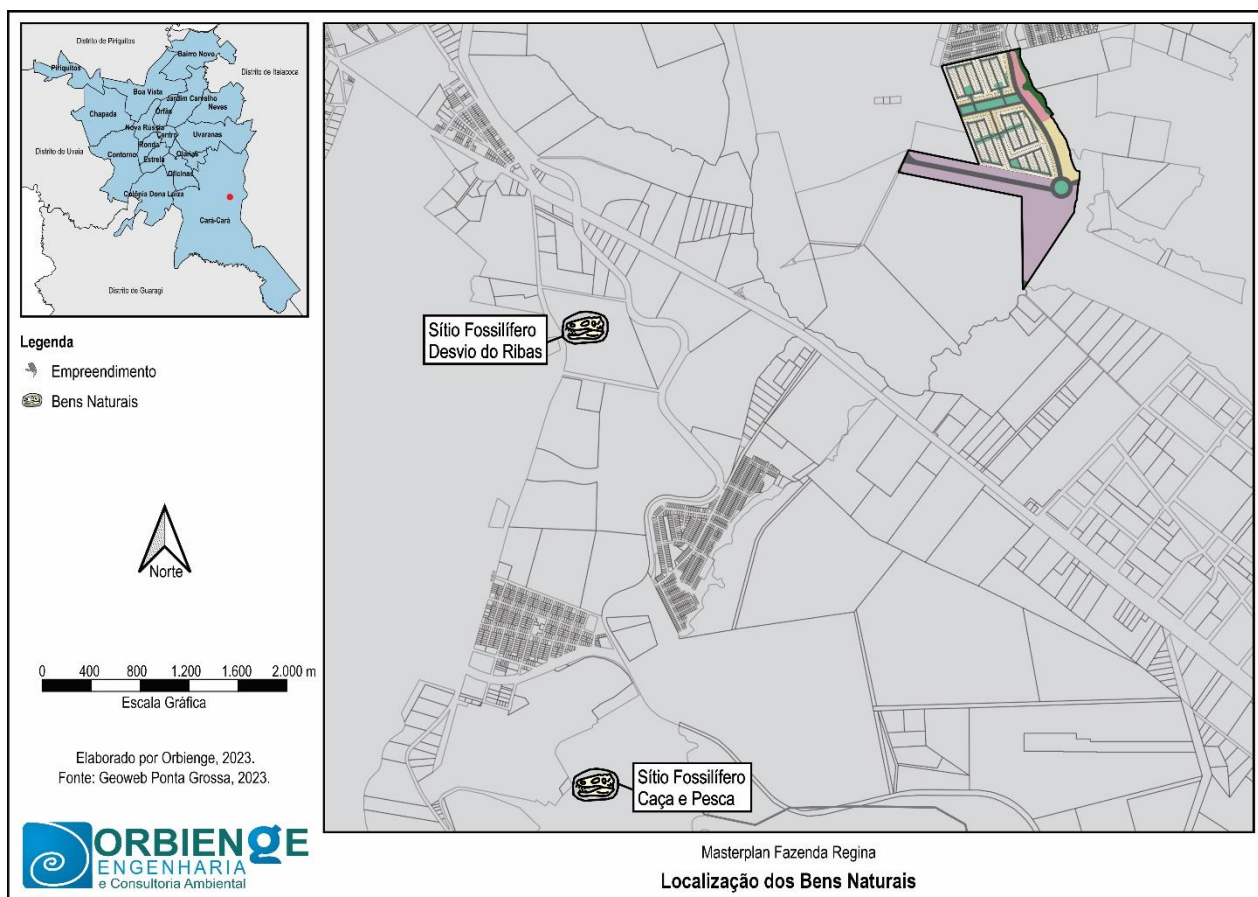 Distrito de Piriquitos
Bairro Novo
Piriquitos
Distrito de Itaiacoca
Boa Vista
Jardim Carvalho
Chapada
Órfãs
Neves
Nova Rússia
Centro
Uvaranas
Ronda
Distrito de Uvaia
Contorno
Olarias
Estrela
Oficinas
Colônia Dona Luiza
Cará-Cará
Distrito de Guaragi
Legenda
Empreendimento
Bens Naturais
Norte
0 400 800 1.200 1.600 2.000 m
Escala Gráfica
Elaborado por Orbienge, 2023.
Fonte: Geoweb Ponta Grossa, 2023.
ORBIENGE
ENGENHARIA
e Consultoria Ambiental
Sítio Fossilífero
Desvio do Ribas
Sítio Fossilífero
Caça e Pesca
Masterplan Fazenda Regina
Localização dos Bens Naturais